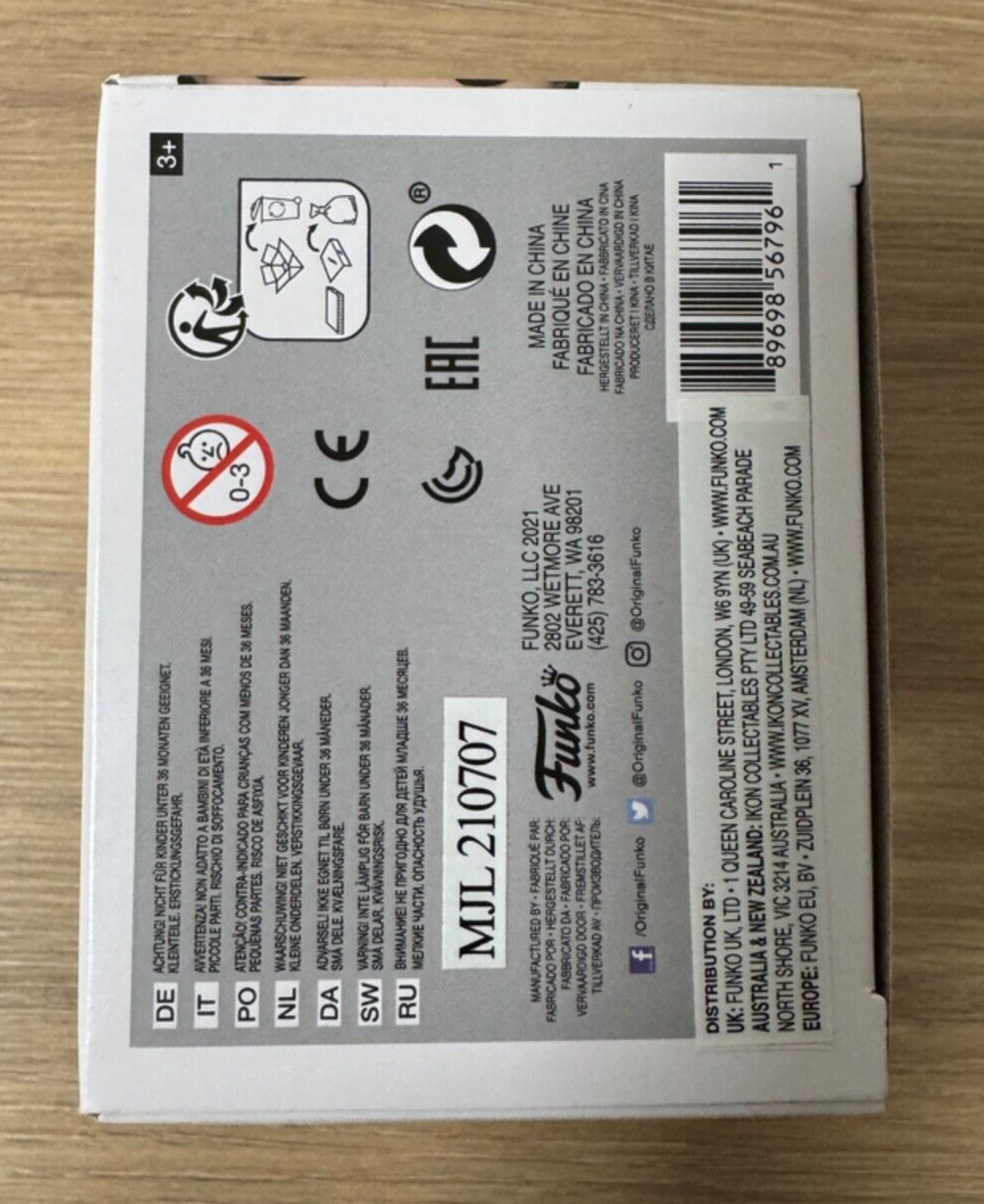 3+
DE
ACHTUNG! NICHT FÜR KINDER UNTER 36 MONATEN GEEIGNET.
KLEINTEILE. ERSTICKUNGSGEFAHR.
IT
AVVERTENZA! NON ADATTO A BAMBINI DI ETÀ INFERIORE A 36 MESI.
PICCOLE PARTI. RISCHIO DI SOFFOCAMENTO.
PO
ATENÇÃO! CONTRA-INDICADO PARA CRIANÇAS COM MENOS DE 36 MESES.
PEQUENAS PARTES. RISCO DE ASFIXIA.
NL
WAARSCHUWING! NIET GESCHIKT VOOR KINDEREN JONGER DAN 36 MAANDEN.
KLEINE ONDERDELEN. VERSTIKKINGSGEVAAR.
DA
ADVARSEL! IKKE EGNET TIL BØRN UNDER 36 MÅNEDER.
SMÅ DELE. KVÆLNINGSFARE.
SW
VARNING! INTE LÄMPLIG FÖR BARN UNDER 36 MÅNADER.
SMÅ DELAR. KVÄVNINGSRISK.
RU
ВНИМАНИЕ! НЕ ПРИГОДНО ДЛЯ ДЕТЕЙ МЛАДШЕ 36 МЕСЯЦЕВ.
МЕЛКИЕ ЧАСТИ. ОПАСНОСТЬ УДУШЬЯ.
0-3
CE
EAC
®
MJL 210707
MANUFACTURED BY • FABRIQUÉ PAR:
FABRICADO POR • HERGESTELLT DURCH:
FABBRICATO DA • FABRICADO POR:
VERVAARDIGD DOOR • FREMSTILLET AF:
TILLVERKAD AV • ПРОИЗВОДИТЕЛЬ:
Funko
www.funko.com
FUNKO, LLC 2021
2802 WETMORE AVE
EVERETT, WA 98201
(425) 783-3616
/OriginalFunko
@OriginalFunko
@OriginalFunko
MADE IN CHINA
FABRIQUÉ EN CHINE
FABRICADO EN CHINA
HERGESTELLT IN CHINA • FABBRICATO IN CINA
FABRICADO NA CHINA • VERVAARDIGD IN CHINA
PRODUCERET I KINA • TILLVERKAD I KINA
СДЕЛАНО В КИТАЕ
DISTRIBUTION BY:
UK: FUNKO UK, LTD • 1 QUEEN CAROLINE STREET, LONDON, W6 9YN (UK) • WWW.FUNKO.COM
AUSTRALIA & NEW ZEALAND: IKON COLLECTABLES PTY LTD 49-59 SEABEACH PARADE
NORTH SHORE, VIC 3214 AUSTRALIA • WWW.IKONCOLLECTABLES.COM.AU
EUROPE: FUNKO EU, BV • ZUIDPLEIN 36, 1077 XV, AMSTERDAM (NL) • WWW.FUNKO.COM
89698 56796 1